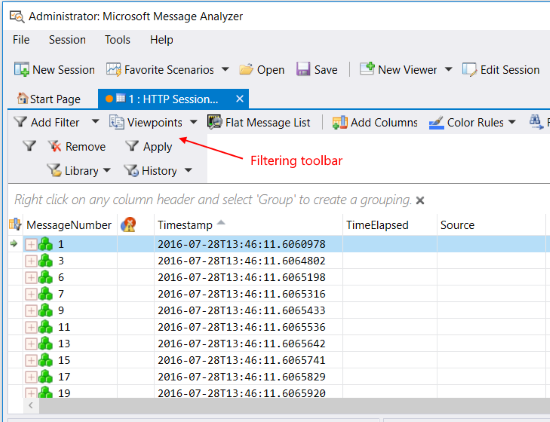 Administrator: Microsoft Message Analyzer
File Session Tools Help
New Session Favorite Scenarios Open Save New Viewer Edit Session
Start Page 1 : HTTP Session... ×
Add Filter Viewpoints Flat Message List Add Columns Color Rules
Remove Apply
Filtering toolbar
Library History
Right click on any column header and select 'Group' to create a grouping. ×
MessageNumber Timestamp TimeElapsed Source
1 2016-07-28T13:46:11.6060978
3 2016-07-28T13:46:11.6064802
6 2016-07-28T13:46:11.6065198
7 2016-07-28T13:46:11.6065316
9 2016-07-28T13:46:11.6065433
11 2016-07-28T13:46:11.6065536
13 2016-07-28T13:46:11.6065642
15 2016-07-28T13:46:11.6065741
17 2016-07-28T13:46:11.6065829
19 2016-07-28T13:46:11.6065920